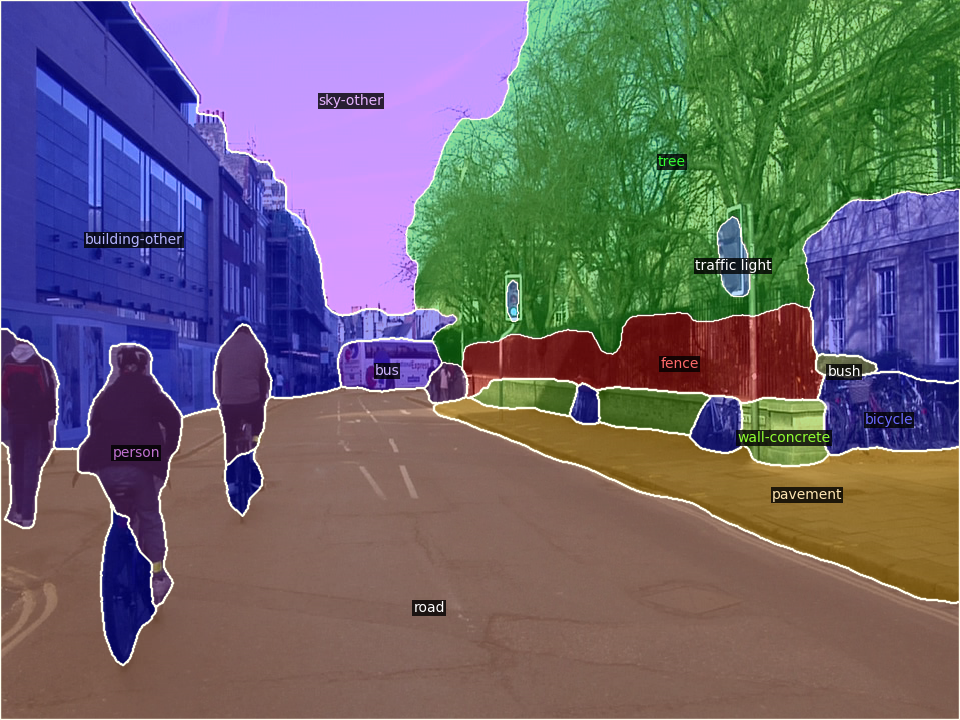 sky-other
tree
building-other
traffic light
fence
bus
bush
bicycle
wall-concrete
person
pavement
road